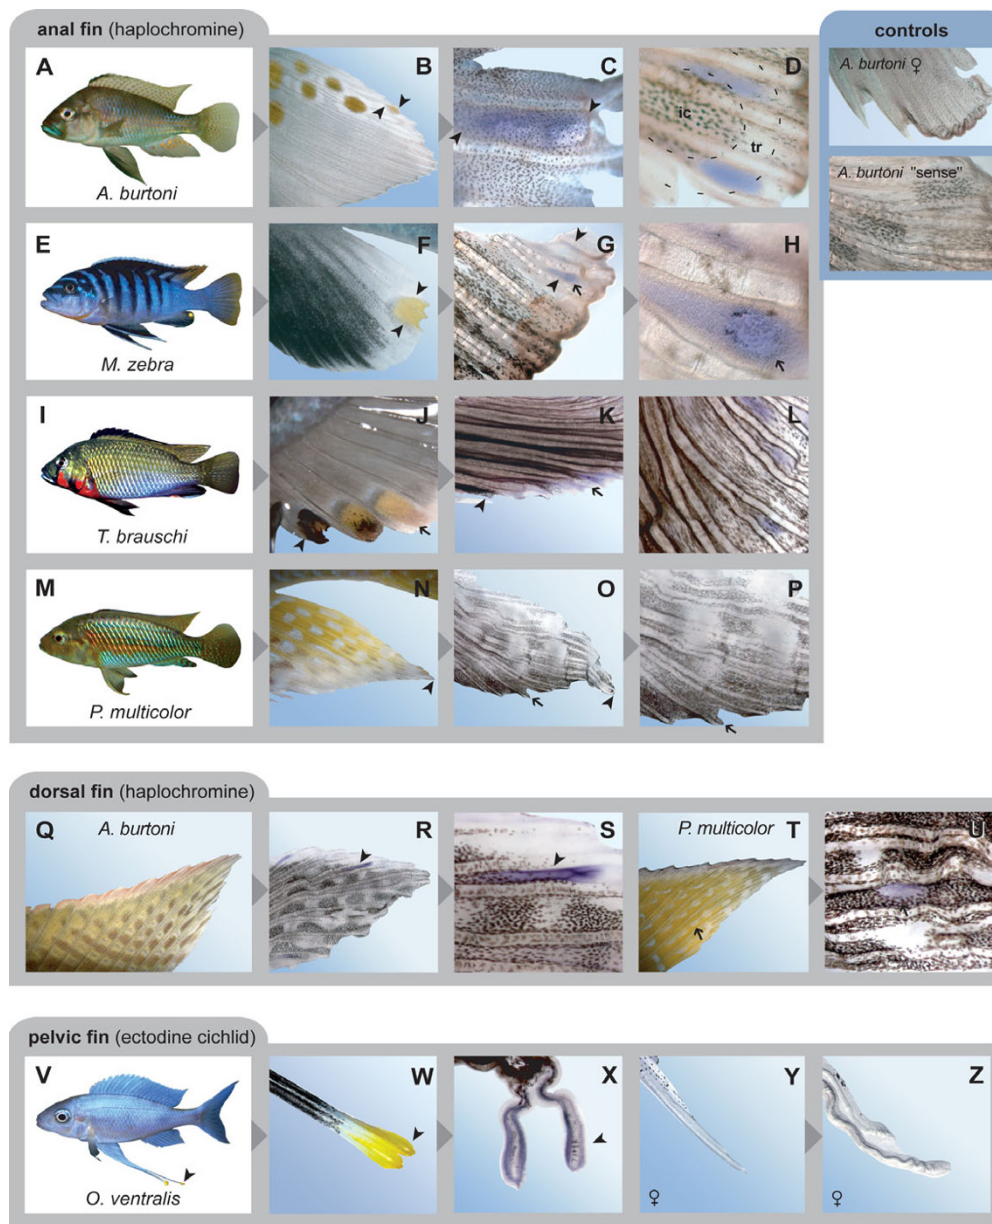 anal fin (haplochromine)
controls
A
B
C
D
ic
tr
A. burtoni
A. burtoni ♀
A. burtoni "sense"
E
F
G
H
M. zebra
I
J
K
L
T. brauschi
M
N
O
P
P. multicolor
dorsal fin (haplochromine)
Q
A. burtoni
R
S
P. multicolor
T
U
pelvic fin (ectodine cichlid)
V
W
X
Y
Z
O. ventralis
♀
♀